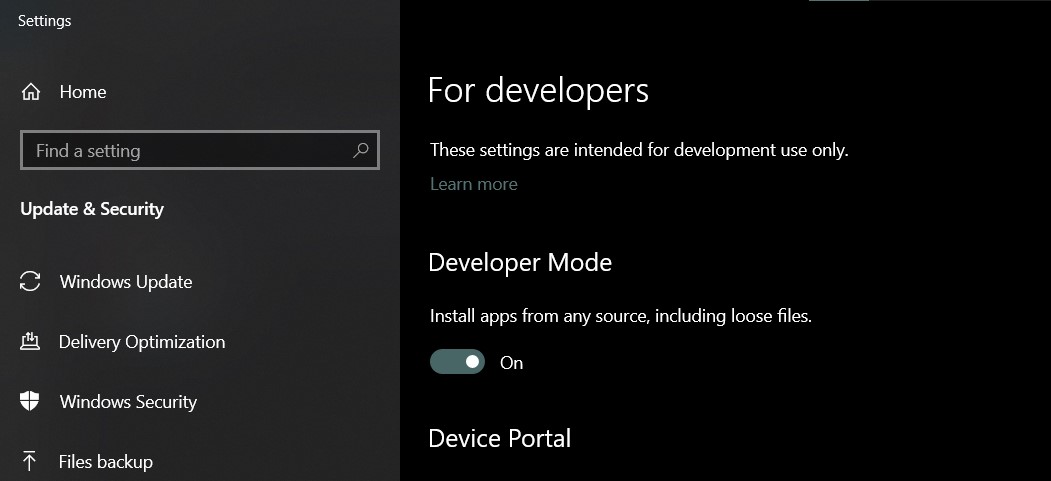 Settings
Home
Find a setting
Update & Security
Windows Update
Delivery Optimization
Windows Security
Files backup
For developers
These settings are intended for development use only.
Learn more
Developer Mode
Install apps from any source, including loose files.
On
Device Portal